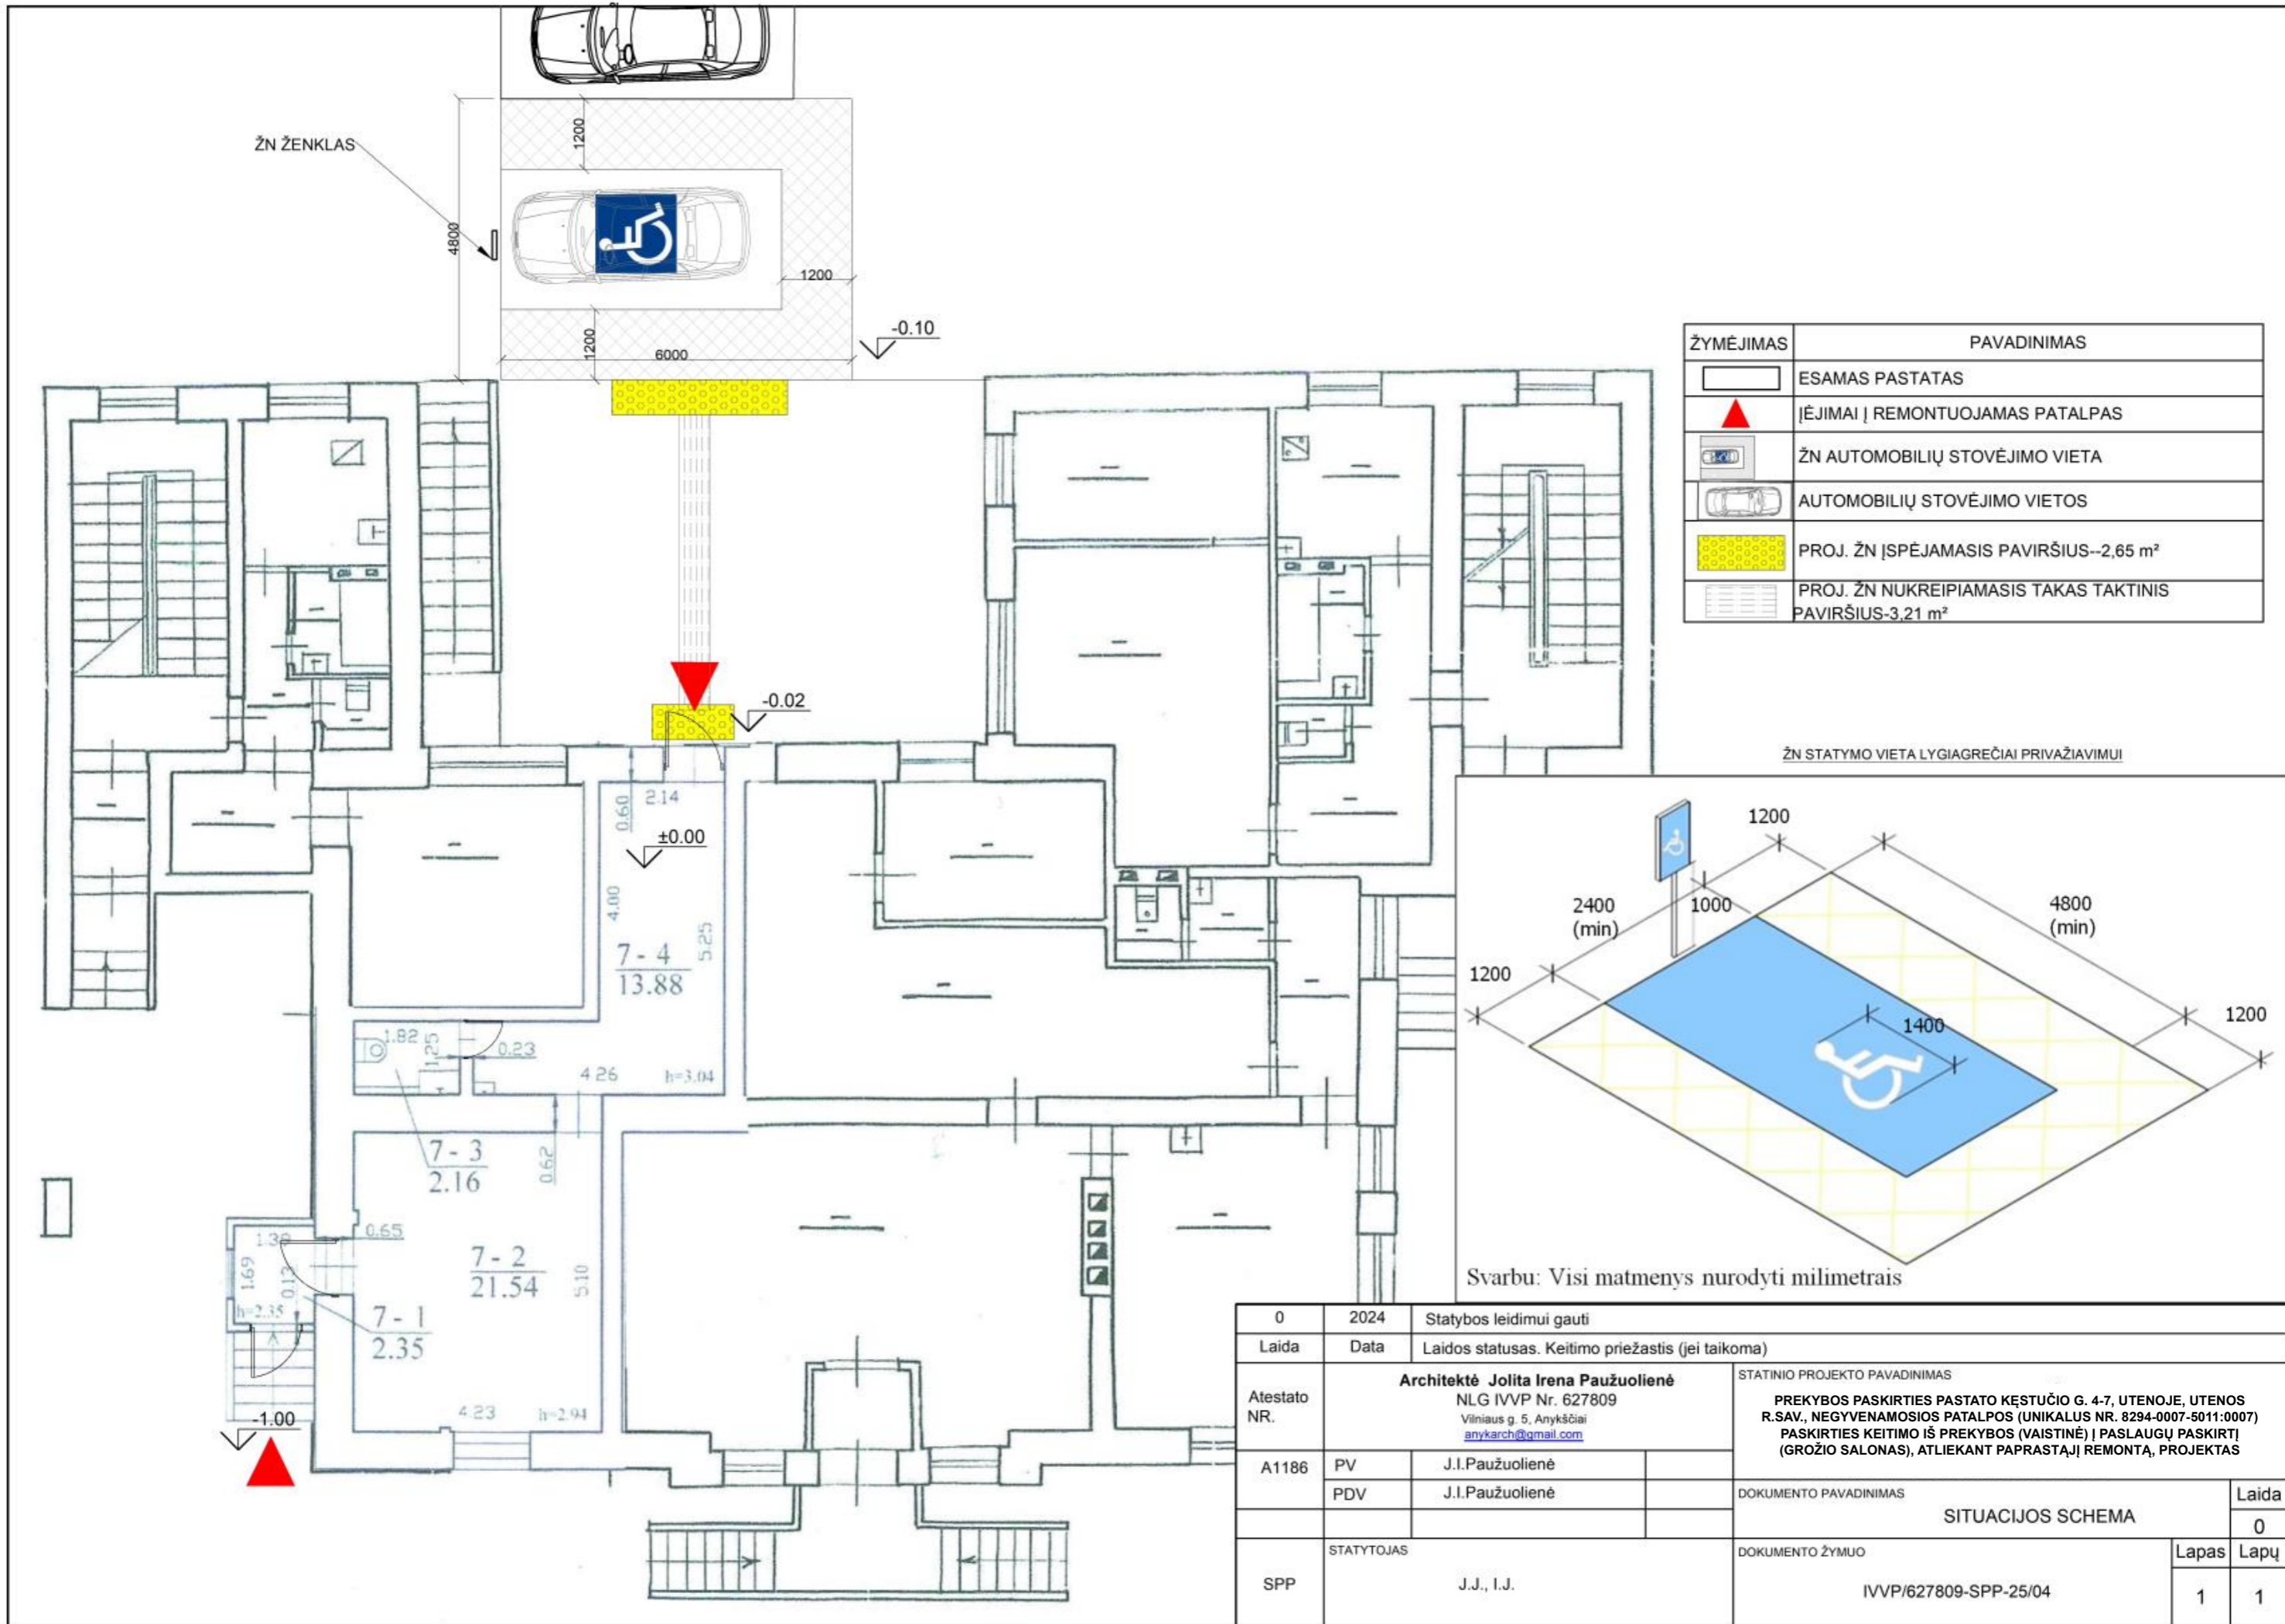 ŽN ŽENKLAS
4800
1200
1200
1200
6000
-0.10
ŽYMĖJIMAS
PAVADINIMAS
ESAMAS PASTATAS
ĮĖJIMAI Į REMONTUOJAMAS PATALPAS
ŽN AUTOMOBILIŲ STOVĖJIMO VIETA
AUTOMOBILIŲ STOVĖJIMO VIETOS
PROJ. ŽN ĮSPĖJAMASIS PAVIRŠIUS--2,65 m²
PROJ. ŽN NUKREIPIAMASIS TAKAS TAKTINIS
PAVIRŠIUS-3,21 m²
-0.02
2.14
0.60
±0.00
4.00
5.25
7 - 4
13.88
1.82
1.25
0.23
4.26
h=3.04
7 - 3
2.16
0.62
0.65
1.69
0.13
h=2.35
7 - 2
21.54
5.10
7 - 1
2.35
4.23
h=2.94
-1.00
ŽN STATYMO VIETA LYGIAGREČIAI PRIVAŽIAVIMUI
1200
2400
(min)
1000
4800
(min)
1200
1200
1400
Svarbu: Visi matmenys nurodyti milimetrais
0
2024
Statybos leidimui gauti
Laida
Data
Laidos statusas. Keitimo priežastis (jei taikoma)
Atestato
NR.
Architektė Jolita Irena Paužuolienė
NLG IVVP Nr. 627809
Vilniaus g. 5, Anykščiai
anykarch@gmail.com
STATINIO PROJEKTO PAVADINIMAS
PREKYBOS PASKIRTIES PASTATO KĘSTUČIO G. 4-7, UTENOJE, UTENOS
R.SAV., NEGYVENAMOSIOS PATALPOS (UNIKALUS NR. 8294-0007-5011:0007)
PASKIRTIES KEITIMO IŠ PREKYBOS (VAISTINĖ) Į PASLAUGŲ PASKIRTĮ
(GROŽIO SALONAS), ATLIEKANT PAPRASTĄJĮ REMONTĄ, PROJEKTAS
A1186
PV
J.I.Paužuolienė
PDV
J.I.Paužuolienė
DOKUMENTO PAVADINIMAS
SITUACIJOS SCHEMA
Laida
0
SPP
STATYTOJAS
J.J., I.J.
DOKUMENTO ŽYMUO
IVVP/627809-SPP-25/04
Lapas
Lapų
1
1